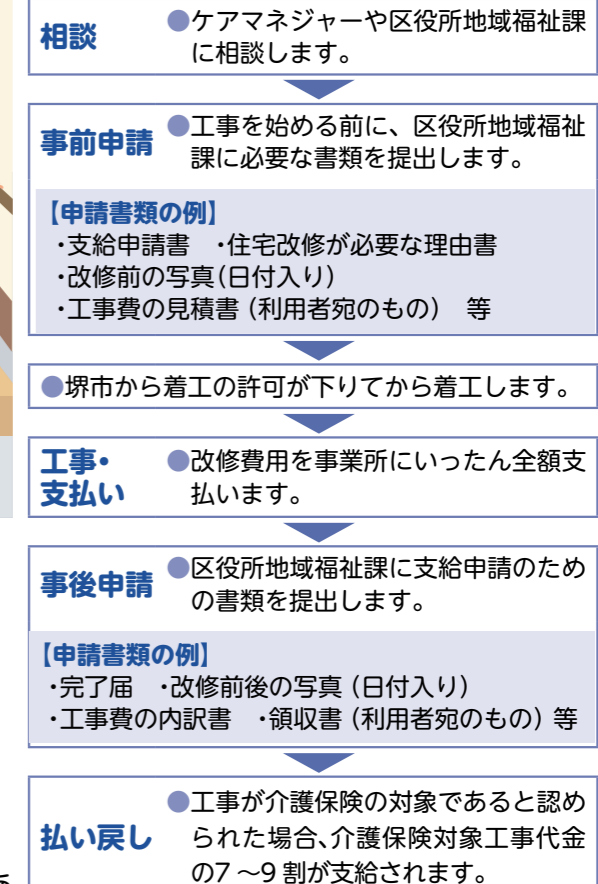 相談
●ケアマネジャーや区役所地域福祉課
に相談します。
事前申請
●工事を始める前に、区役所地域福祉
課に必要な書類を提出します。
【申請書類の例】
・支給申請書　・住宅改修が必要な理由書
・改修前の写真(日付入り)
・工事費の見積書（利用者宛のもの）　等
●堺市から着工の許可が下りてから着工します。
工事・
支払い
●改修費用を事業所にいったん全額支
払います。
事後申請
●区役所地域福祉課に支給申請のため
の書類を提出します。
【申請書類の例】
・完了届　・改修前後の写真（日付入り）
・工事費の内訳書　・領収書（利用者宛のもの）等
払い戻し
●工事が介護保険の対象であると認め
られた場合、介護保険対象工事代金
の7～9割が支給されます。